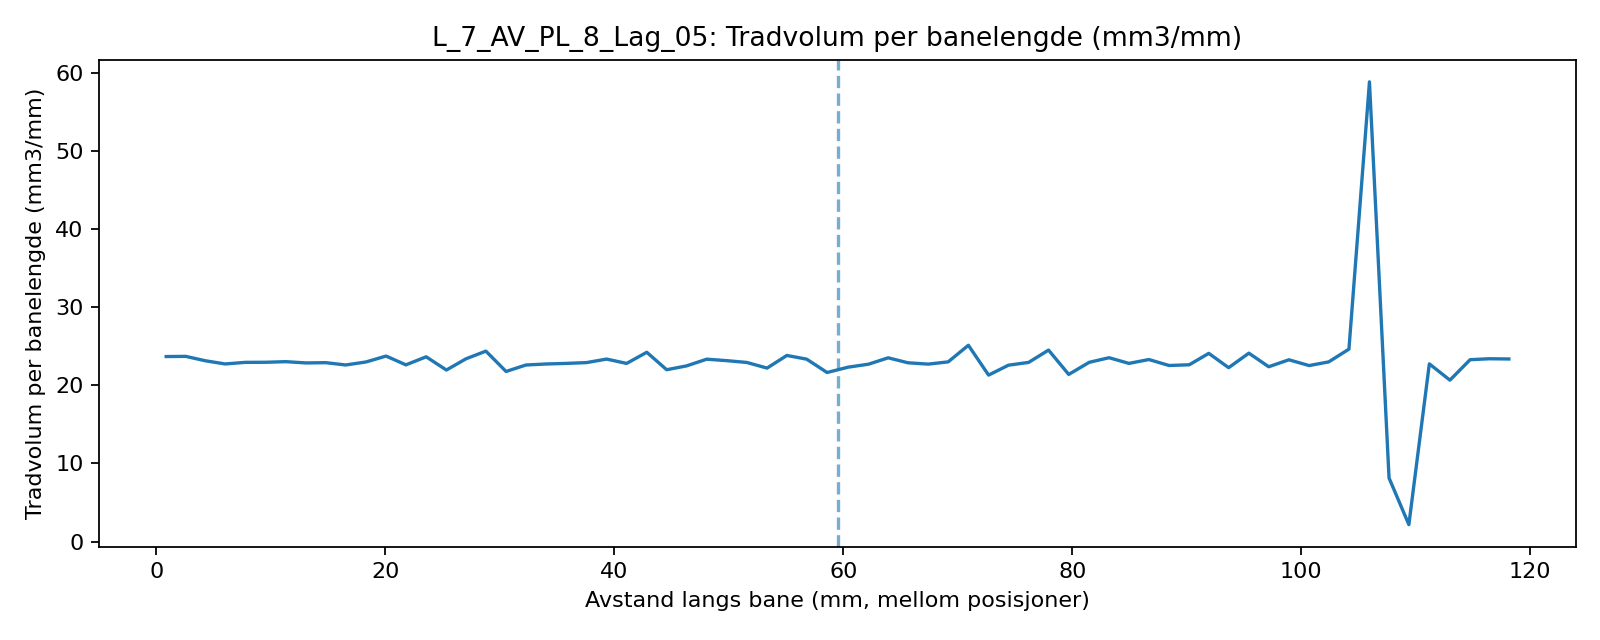 L_7_AV_PL_8_Lag_05: Tradvolum per banelengde (mm3/mm)
Tradvolum per banelengde (mm3/mm)
60
50
40
30
20
10
0
0 20 40 60 80 100 120
Avstand langs bane (mm, mellom posisjoner)